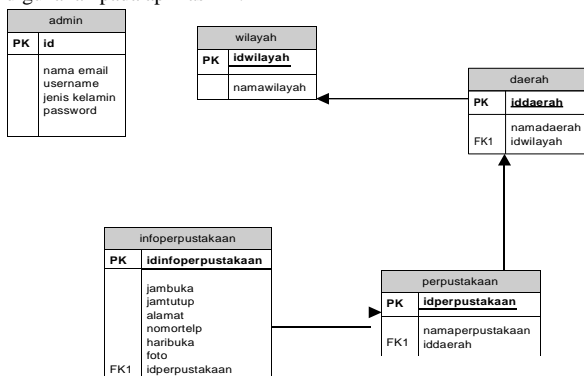 admin
PK id
nama email
username
jenis kelamin
password
wilayah
PK idwilayah
namawilayah
daerah
PK iddaerah
namadaerah
FK1 idwilayah
infoperpustakaan
PK idinfoperpustakaan
jambuka
jamtutup
alamat
nomortelp
haribuka
foto
FK1 idperpustakaan
perpustakaan
PK idperpustakaan
namaperpustakaan
FK1 iddaerah